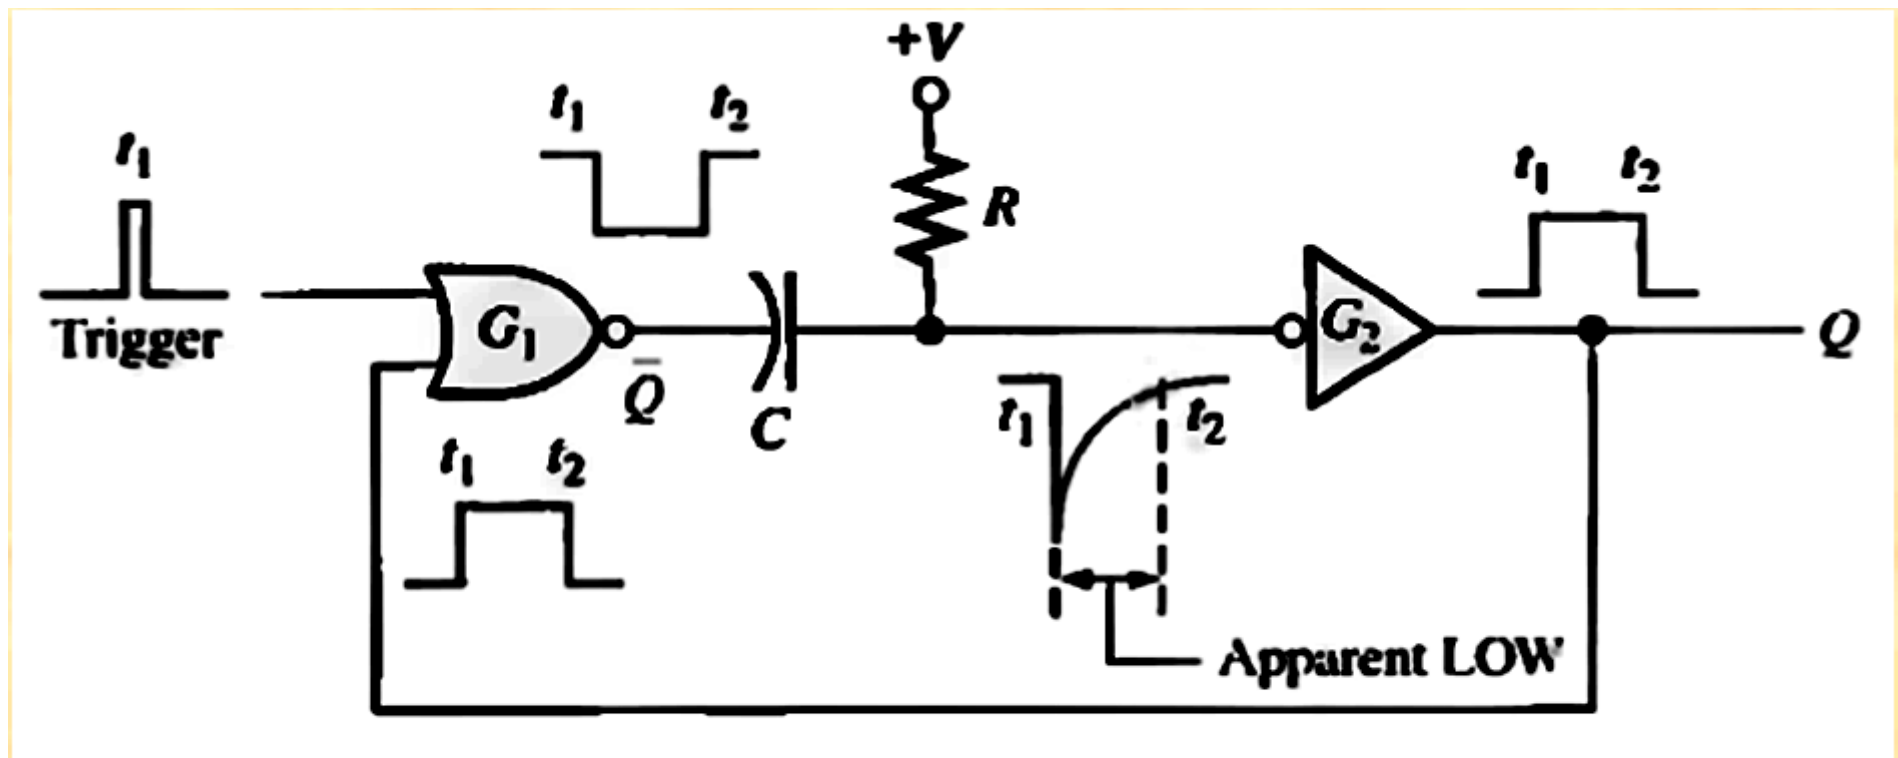 +V
t₁ t₂
t₁
t₁ t₂
R
G₁
G₂
Trigger
Q
Q̅
C
t₁ t₂
t₁ t₂
Apparent LOW